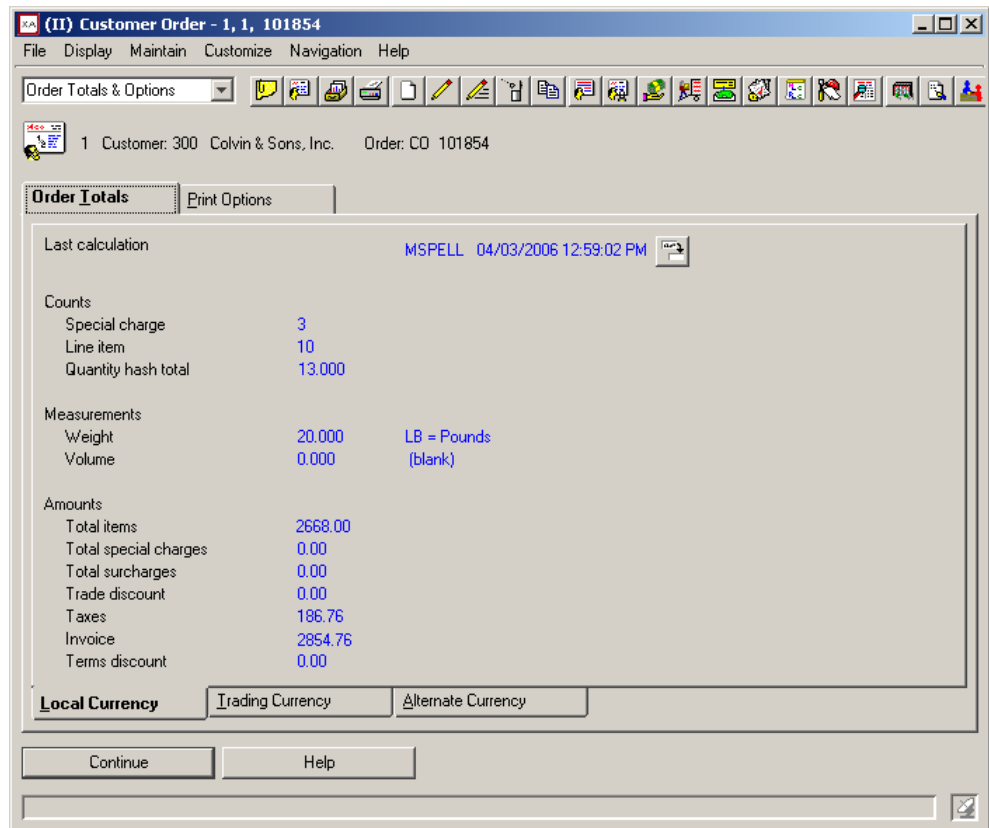 XA (II) Customer Order - 1, 1, 101854
File Display Maintain Customize Navigation Help
Order Totals & Options
1 Customer: 300 Colvin & Sons, Inc. Order: CO 101854
Order Totals Print Options
Last calculation MSPELL 04/03/2006 12:59:02 PM
Counts
Special charge 3
Line item 10
Quantity hash total 13.000
Measurements
Weight 20.000 LB = Pounds
Volume 0.000 (blank)
Amounts
Total items 2668.00
Total special charges 0.00
Total surcharges 0.00
Trade discount 0.00
Taxes 186.76
Invoice 2854.76
Terms discount 0.00
Local Currency Trading Currency Alternate Currency
Continue Help